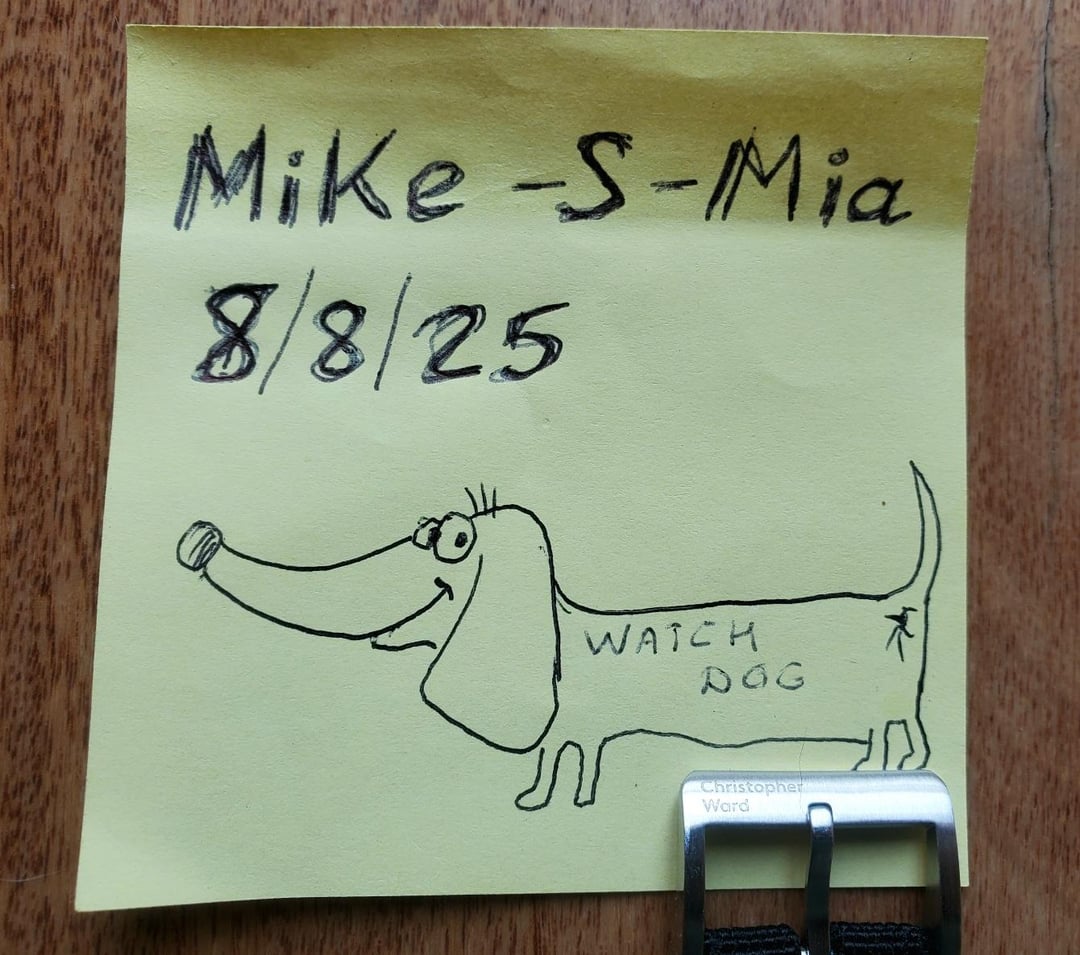 MiKe -S-Mia
8/8/25
WATCH
DOG
Christopher
Ward